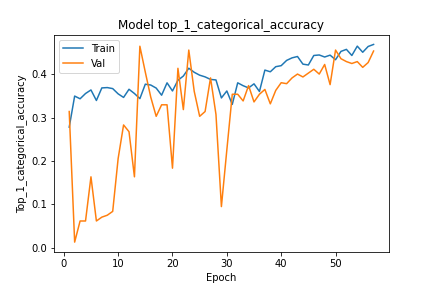 Model top_1_categorical_accuracy
Train
Val
Top_1_categorical_accuracy
0.4
0.3
0.2
0.1
0.0
0 10 20 30 40 50
Epoch